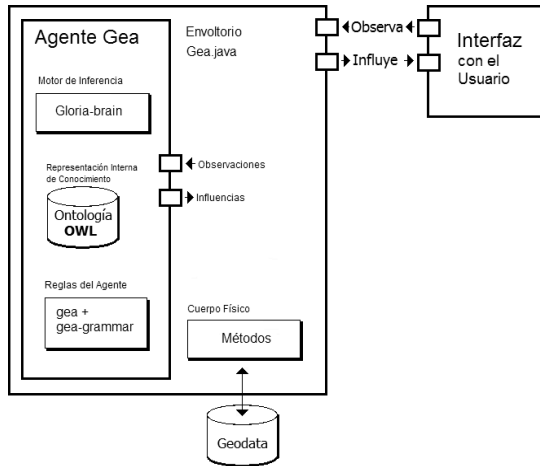 Agente Gea
Motor de Inferencia
Gloria-brain
Representación Interna
de Conocimiento
Ontología
OWL
Reglas del Agente
gea +
gea-grammar
Envoltorio
Gea.java
Observaciones
Influencias
Cuerpo Físico
Métodos
Geodata
Observa
Influye
Interfaz
con el
Usuario